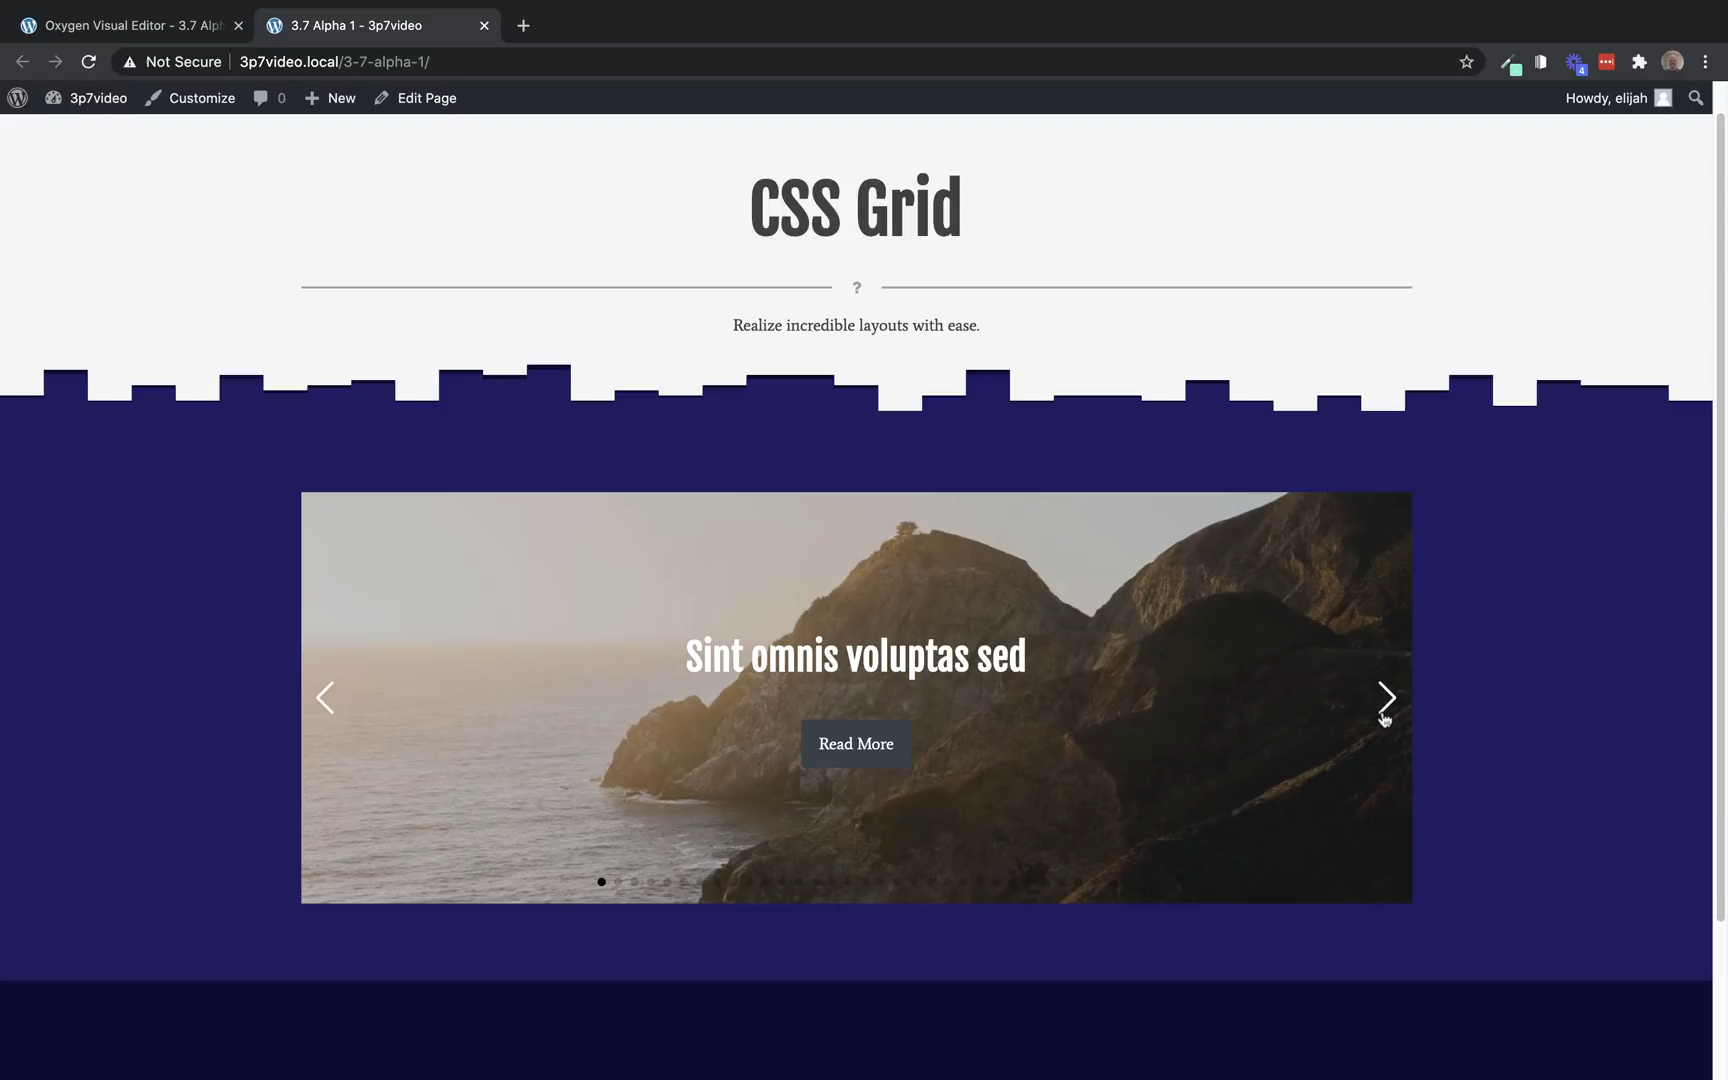 Oxygen Visual Editor - 3.7 Alp
3.7 Alpha 1 - 3p7video
Not Secure
3p7video.local/3-7-alpha-1/
4
3p7video
Customize
0
New
Edit Page
Howdy, elijah
CSS Grid
?
Realize incredible layouts with ease.
Sint omnis voluptas sed
Read More